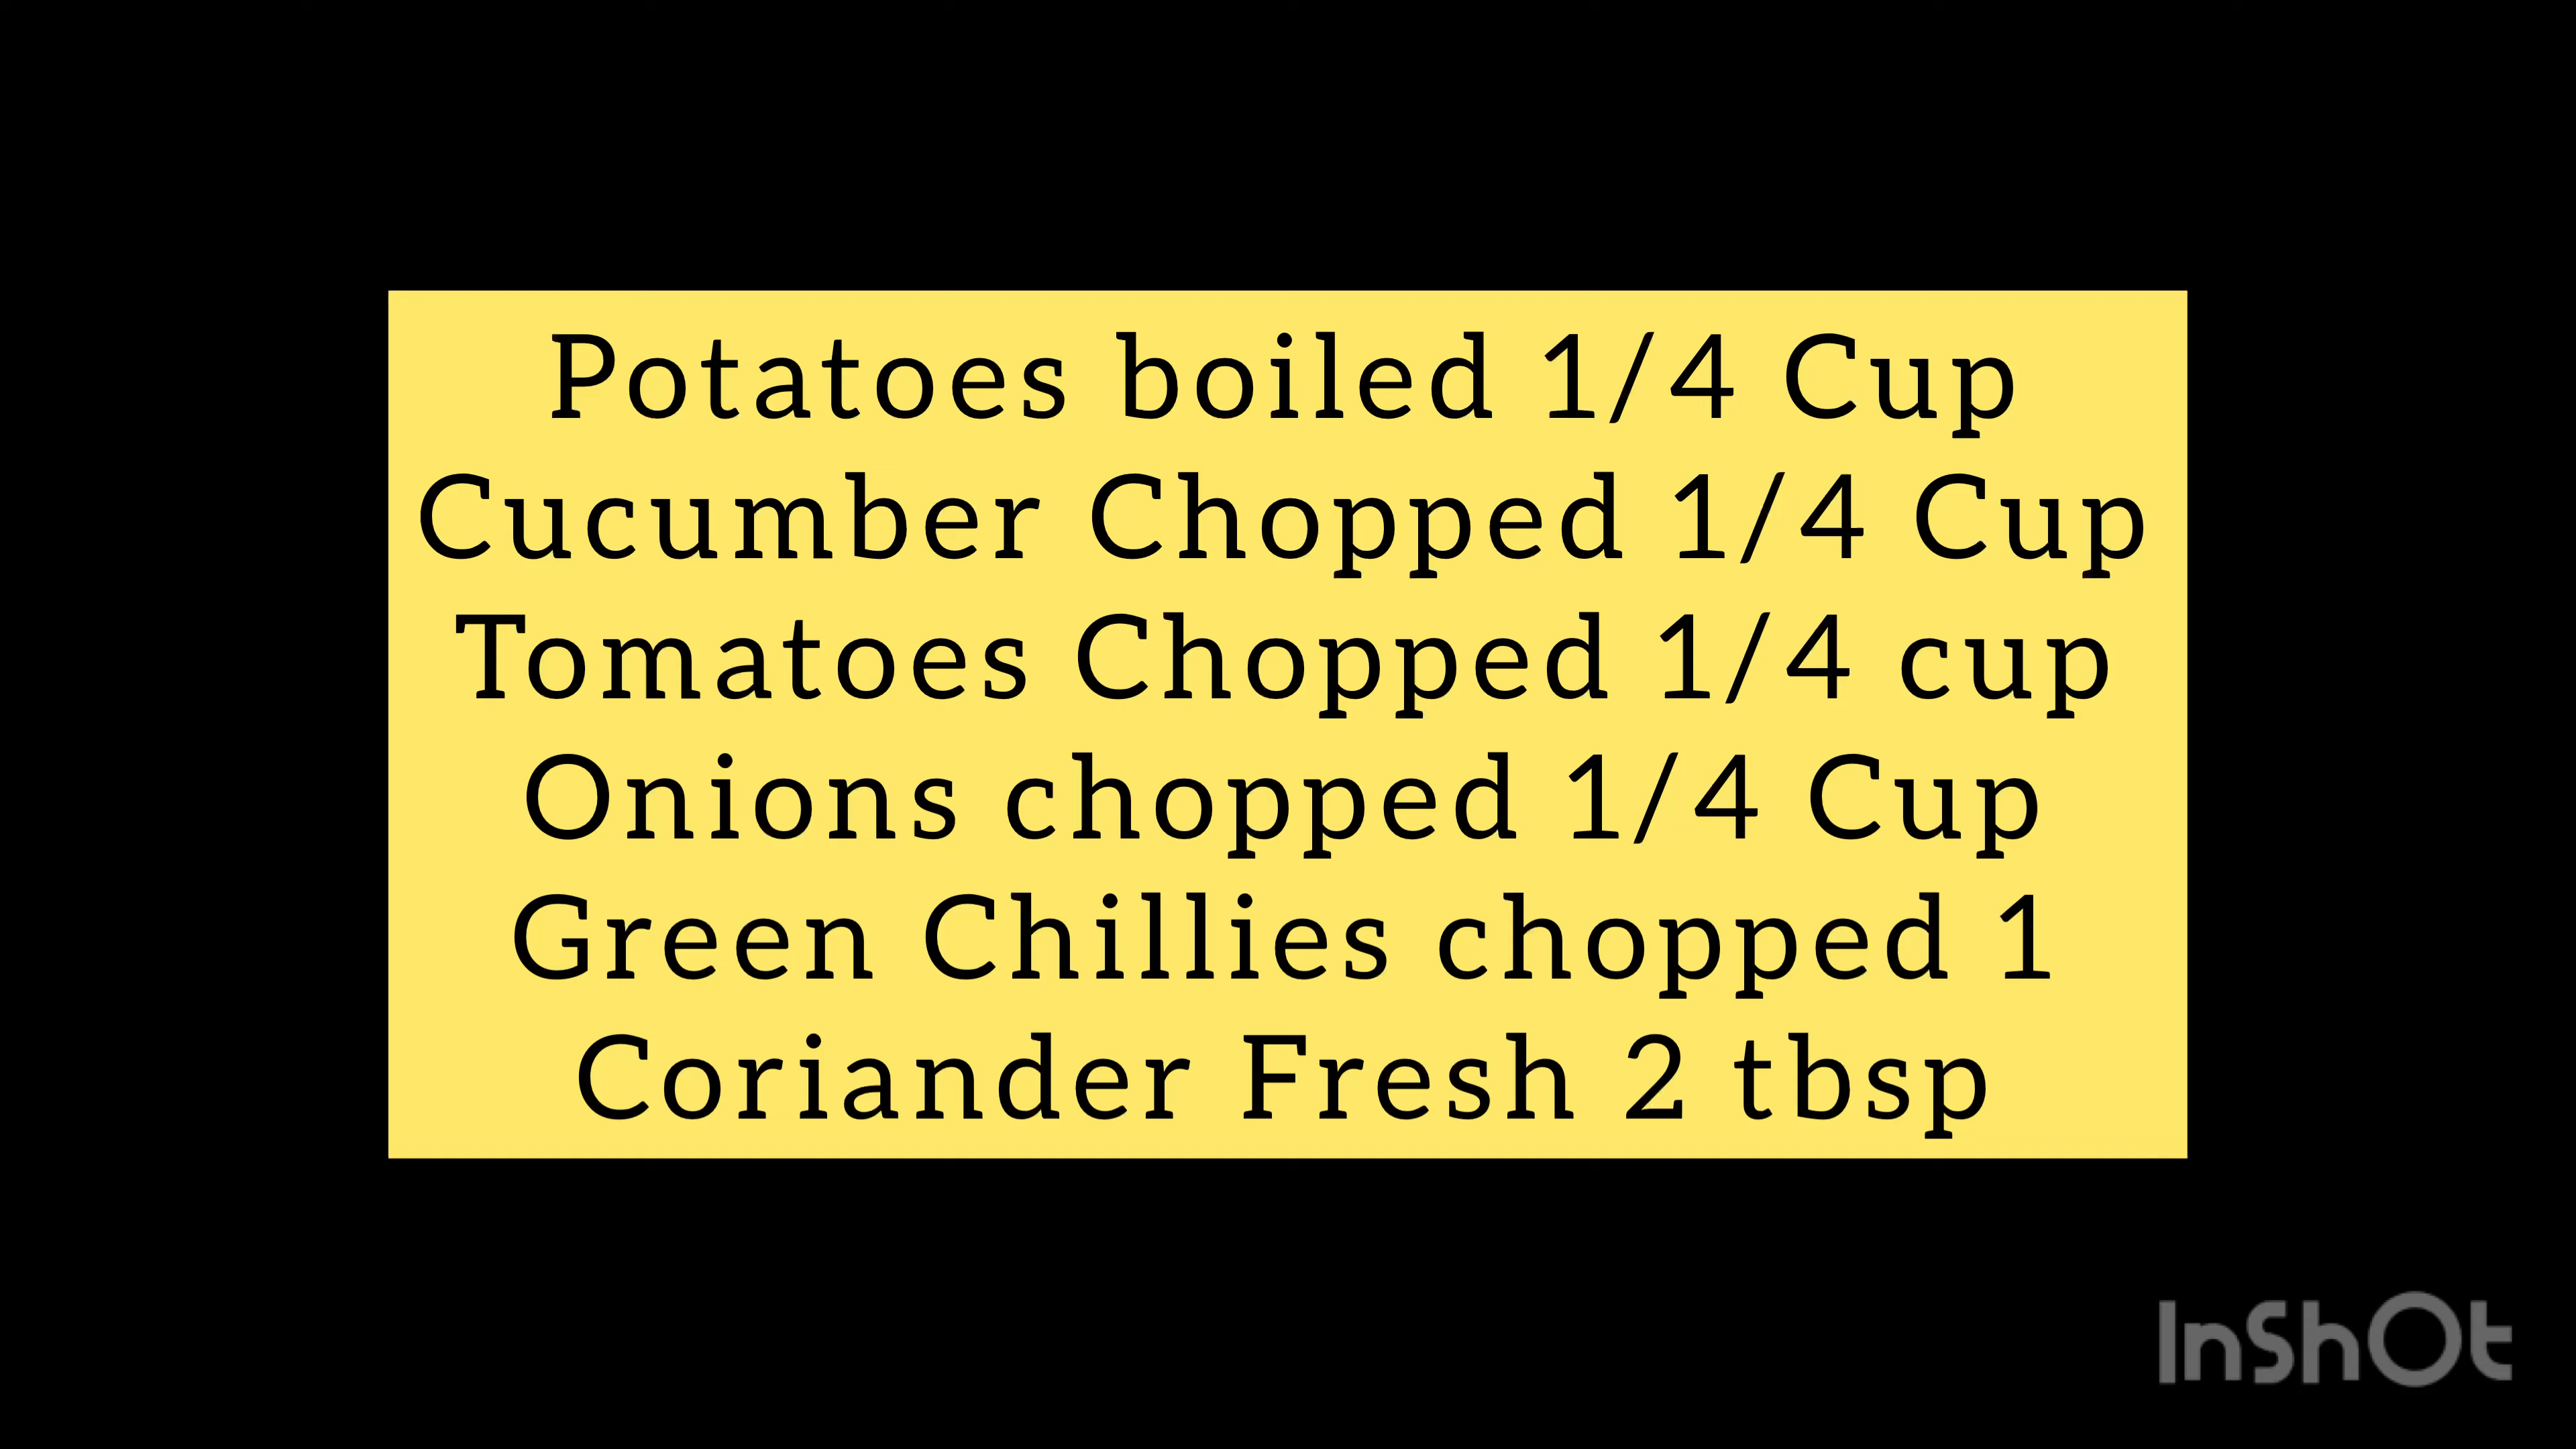 Potatoes boiled 1/4 Cup
Cucumber Chopped 1/4 Cup
Tomatoes Chopped 1/4 cup
Onions chopped 1/4 Cup
Green Chillies chopped 1
Coriander Fresh 2 tbsp
InShOt